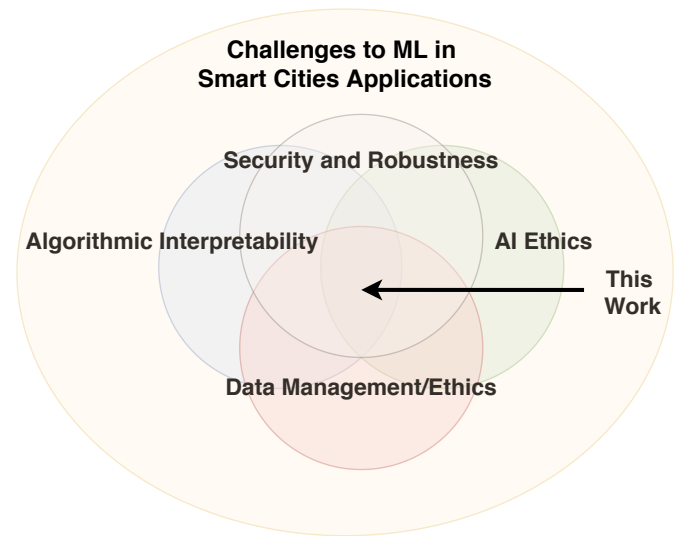 Challenges to ML in
Smart Cities Applications
Security and Robustness
Algorithmic Interpretability
AI Ethics
This
Work
Data Management/Ethics